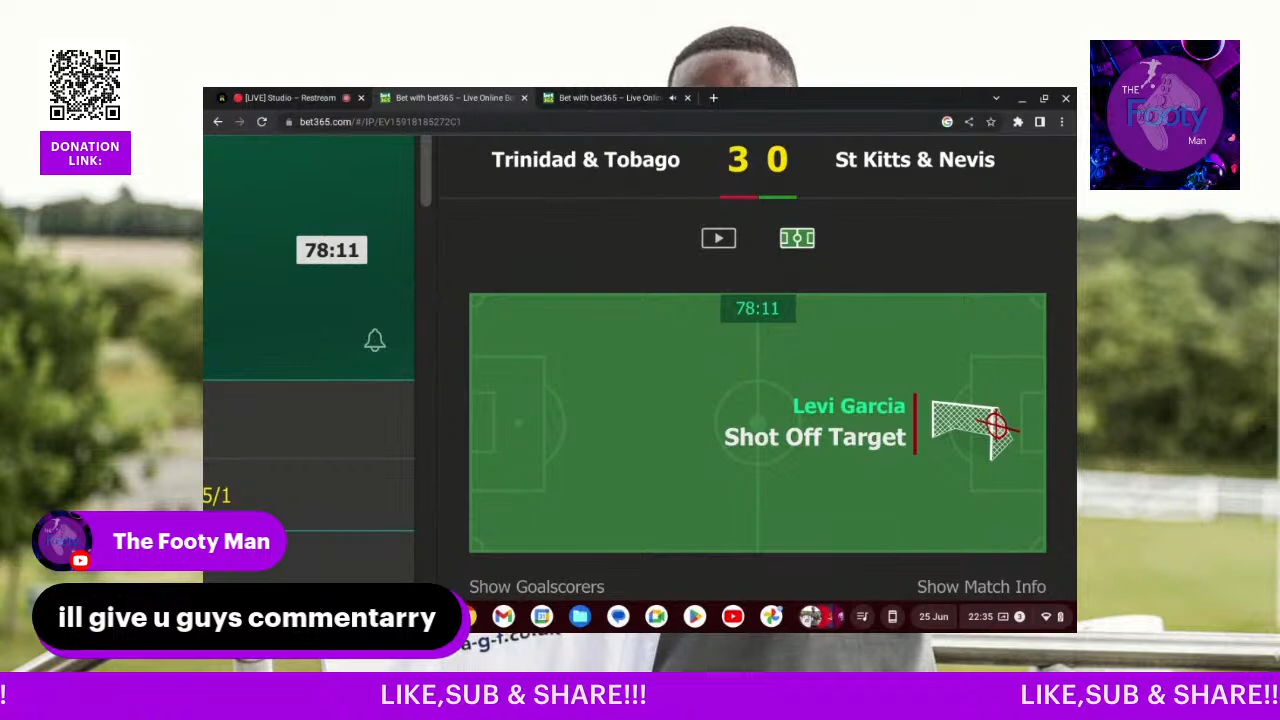 DONATION
LINK:
[LIVE] Studio – Restream
Bet with bet365 – Live Online Be
Bet with bet365 – Live Onlin
bet365.com/#/IP/EV15918185272C1
THE
Footy
Man
Trinidad & Tobago
3 0
St Kitts & Nevis
78:11
78:11
Levi Garcia
Shot Off Target
5/1
Show Goalscorers
Show Match Info
25 Jun
22:35
The Footy Man
ill give u guys commentarry
LIKE,SUB & SHARE!!!
LIKE,SUB & SHARE!!